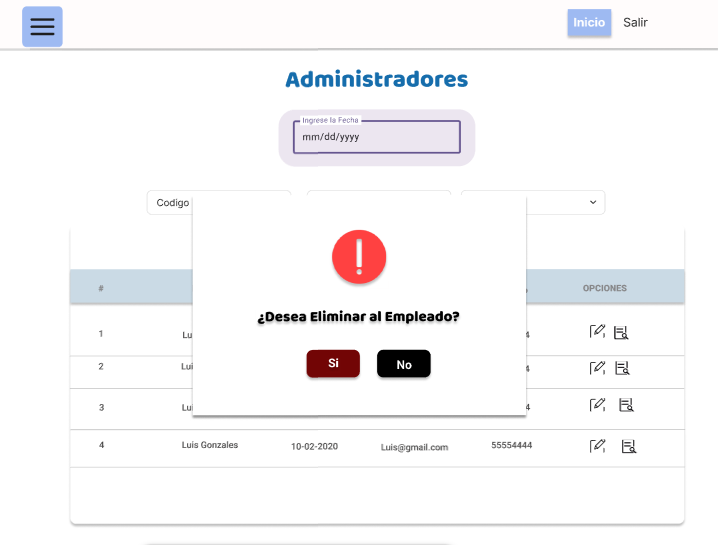 Inicio Salir
Administradores
Ingrese la Fecha
mm/dd/yyyy
Codigo
# OPCIONES
¿Desea Eliminar al Empleado?
Si No
1 Lu 4
2 Lui 4
3 Lu 4
4 Luis Gonzales 10-02-2020 Luis@gmail.com 55554444